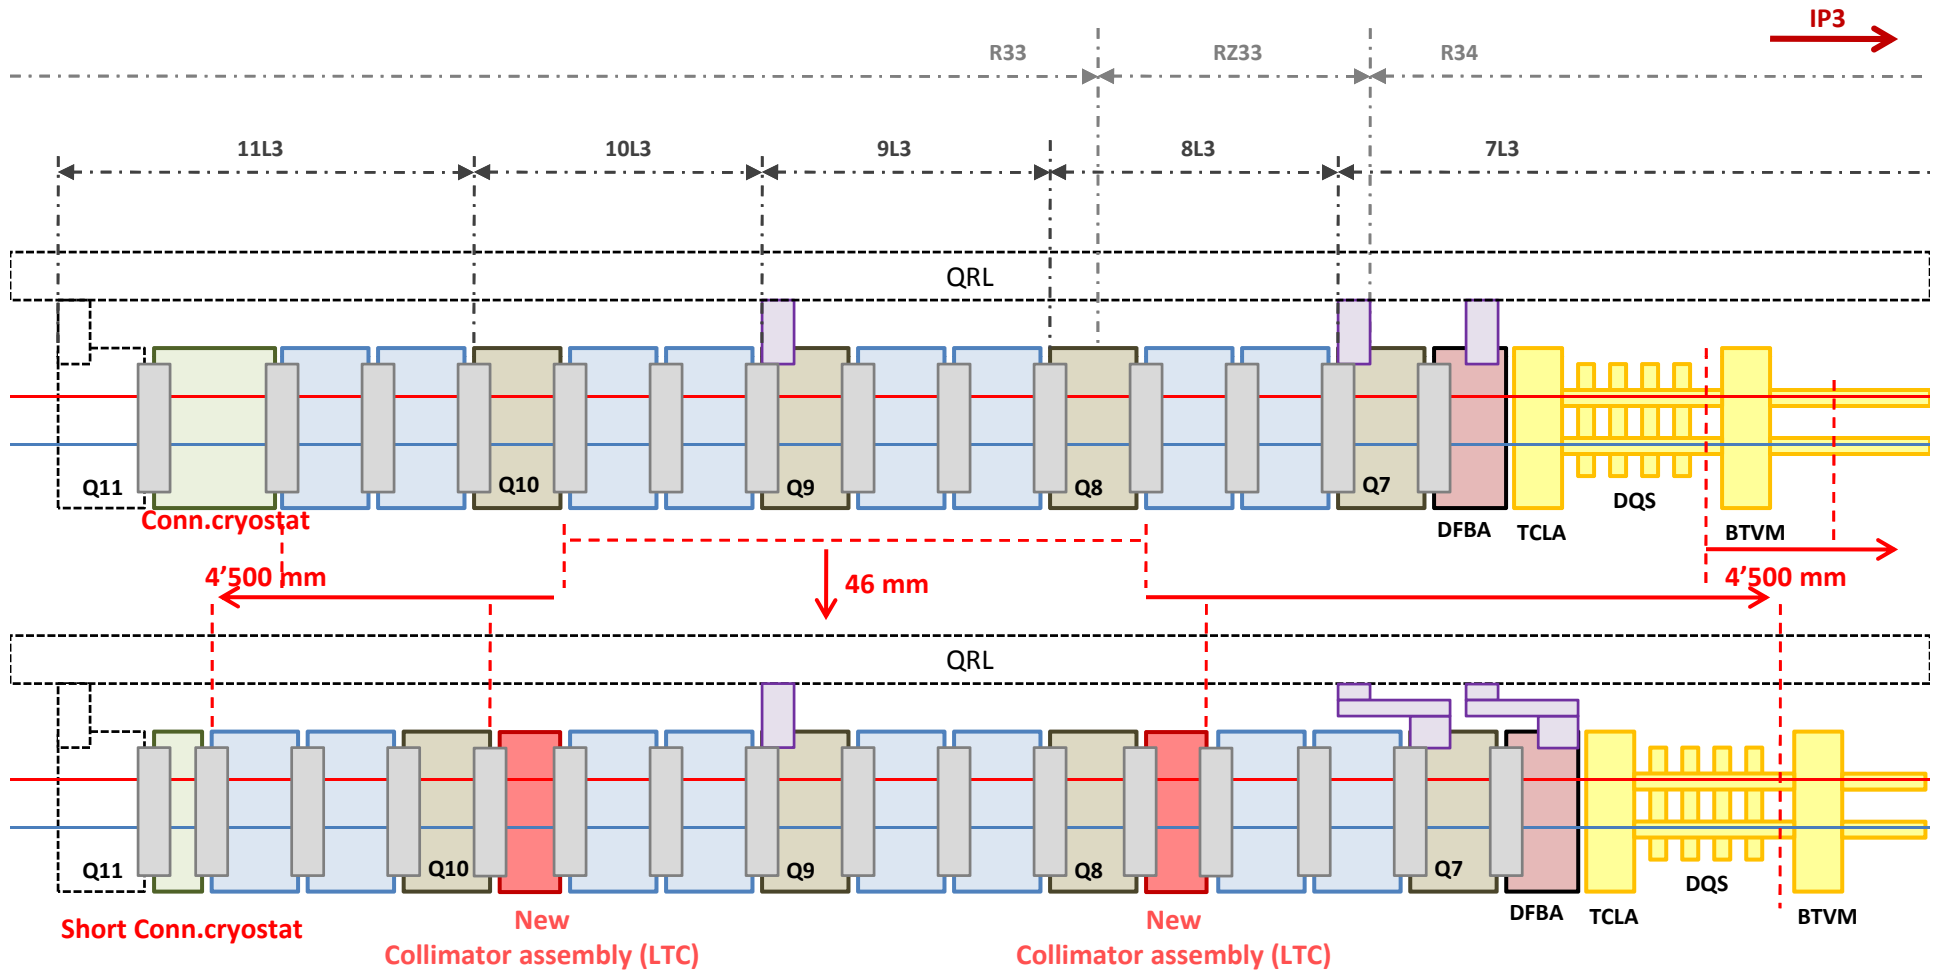 IP3
R33
RZ33
R34
11L3
10L3
9L3
8L3
7L3
QRL
Q11
Q10
Q9
Q8
Q7
DFBA
TCLA
DQS
BTVM
Conn.cryostat
4’500 mm
46 mm
4’500 mm
QRL
Q11
Q10
Q9
Q8
Q7
DFBA
TCLA
DQS
BTVM
Short Conn.cryostat
New
Collimator assembly (LTC)
New
Collimator assembly (LTC)